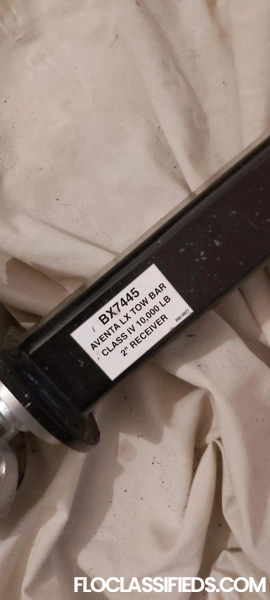 BX7445
AVENTA LX TOW BAR
CLASS IV 10,000 LB
2" RECEIVER
FLOCLASSIFIEDS.COM